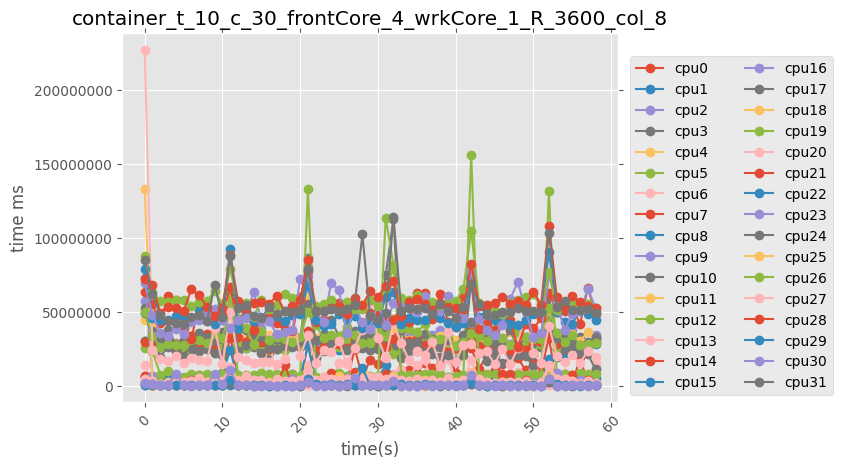 container_t_10_c_30_frontCore_4_wrkCore_1_R_3600_col_8
time ms
200000000
150000000
100000000
50000000
0
0
10
20
30
40
50
60
time(s)
cpu0
cpu1
cpu2
cpu3
cpu4
cpu5
cpu6
cpu7
cpu8
cpu9
cpu10
cpu11
cpu12
cpu13
cpu14
cpu15
cpu16
cpu17
cpu18
cpu19
cpu20
cpu21
cpu22
cpu23
cpu24
cpu25
cpu26
cpu27
cpu28
cpu29
cpu30
cpu31